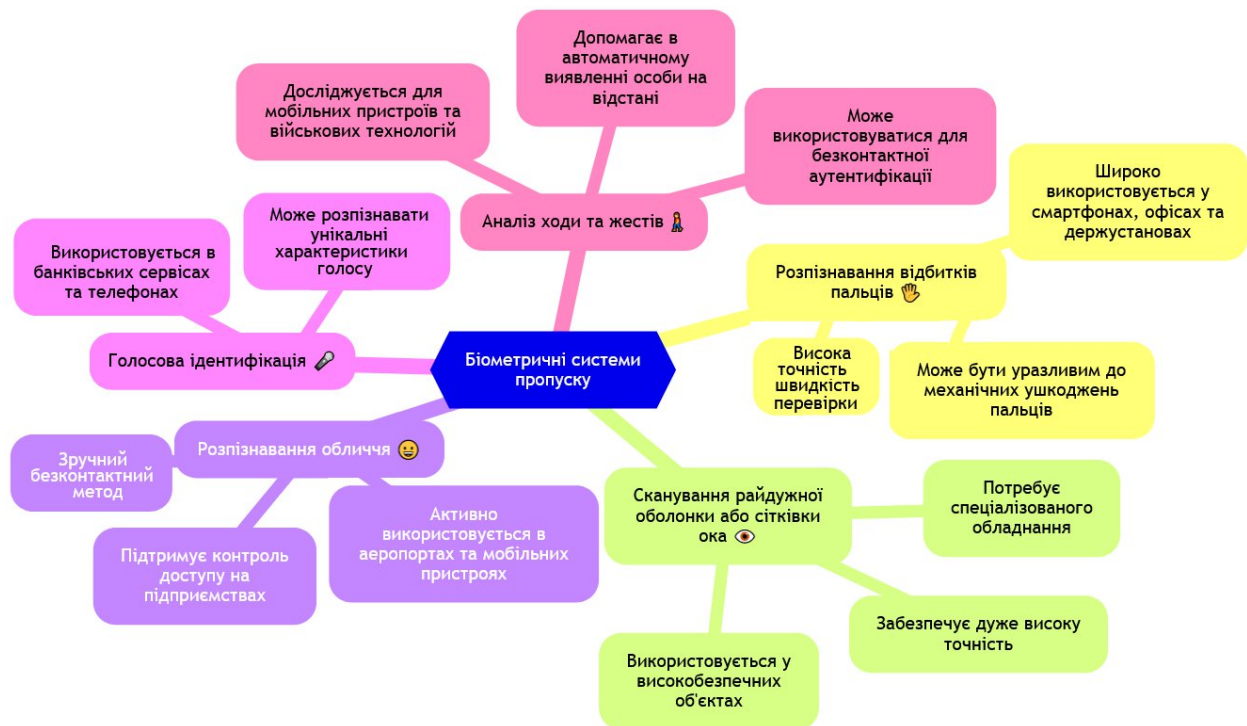 Допомагає в
автоматичному
виявленні особи на
відстані
Досліджується для
мобільних пристроїв та
військових технологій
Може
використовуватися для
безконтактної
аутентифікації
Аналіз ходи та жестів
Широко
використовується у
смартфонах, офісах та
держустановах
Розпізнавання відбитків
пальців
Висока
точність
швидкість
перевірки
Може бути уразливим до
механічних ушкоджень
пальців
Може розпізнавати
унікальні
характеристики
голосу
Використовується в
банківських сервісах
та телефонах
Голосова ідентифікація
Біометричні системи
пропуску
Розпізнавання обличчя
Зручний
безконтактний
метод
Підтримує контроль
доступу на
підприємствах
Активно
використовується в
аеропортах та мобільних
пристроях
Сканування райдужної
оболонки або сітківки
ока
Потребує
спеціалізованого
обладнання
Забезпечує дуже високу
точність
Використовується у
високобезпечних
об'єктах